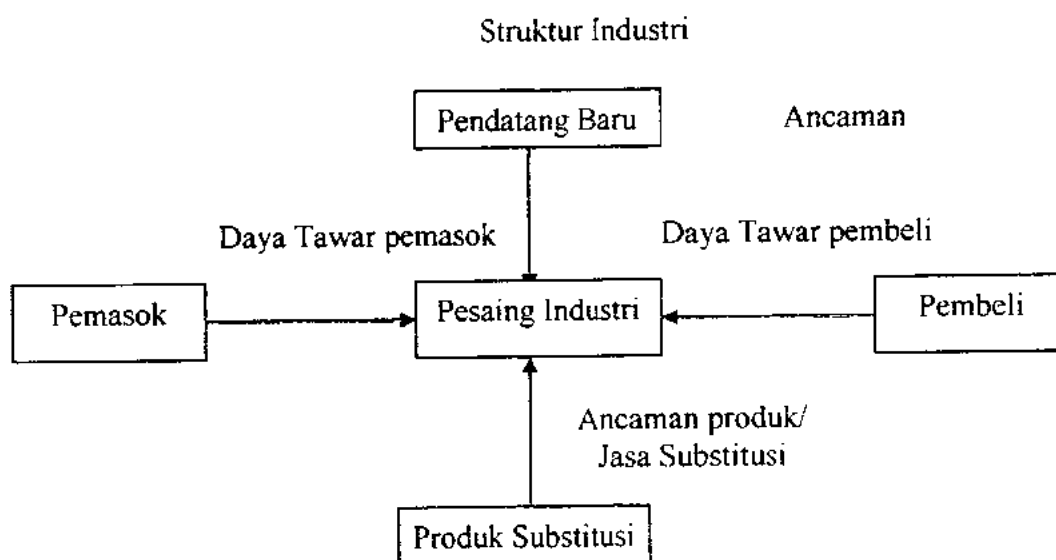 Struktur Industri
Pendatang Baru
Ancaman
Daya Tawar pemasok
Daya Tawar pembeli
Pemasok
Pesaing Industri
Pembeli
Ancaman produk/
Jasa Substitusi
Produk Substitusi